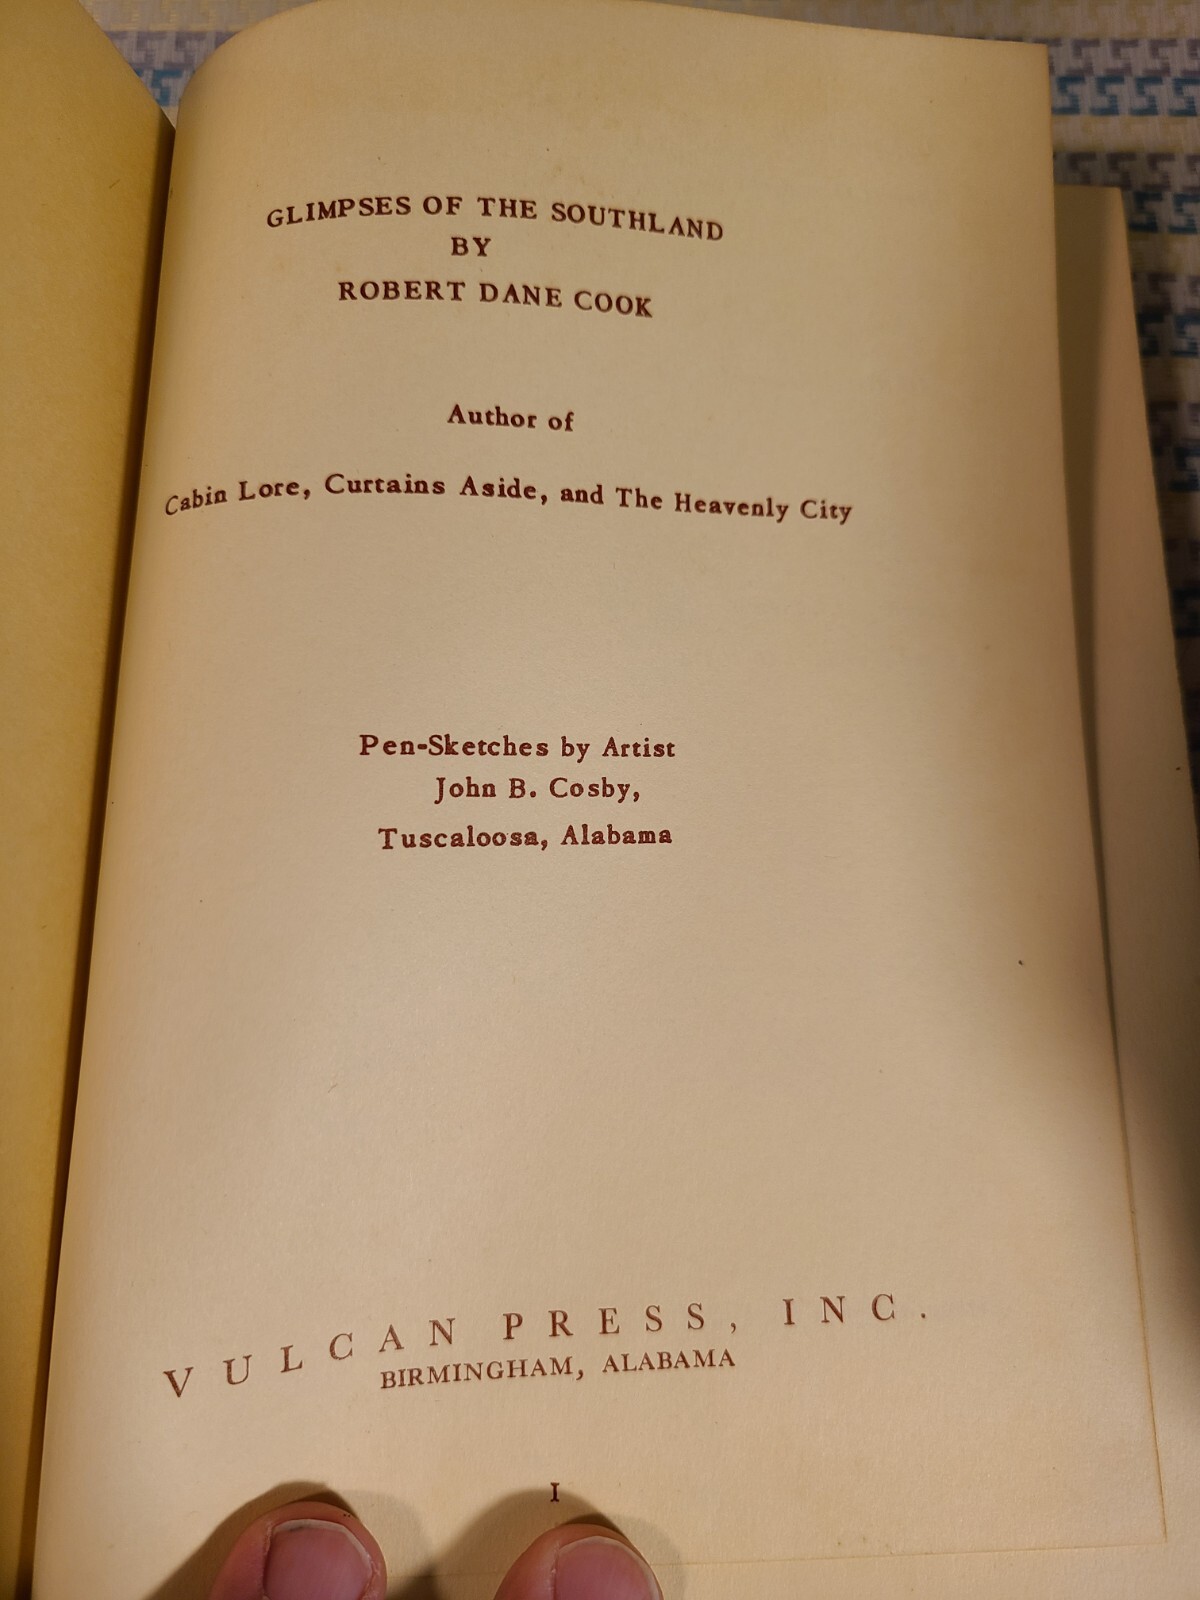 GLIMPSES OF THE SOUTHLAND
BY
ROBERT DANE COOK
Author of
Cabin Lore, Curtains Aside, and The Heavenly City
Pen-Sketches by Artist
John B. Cosby,
Tuscaloosa, Alabama
VULCAN PRESS, INC.
BIRMINGHAM, ALABAMA
I